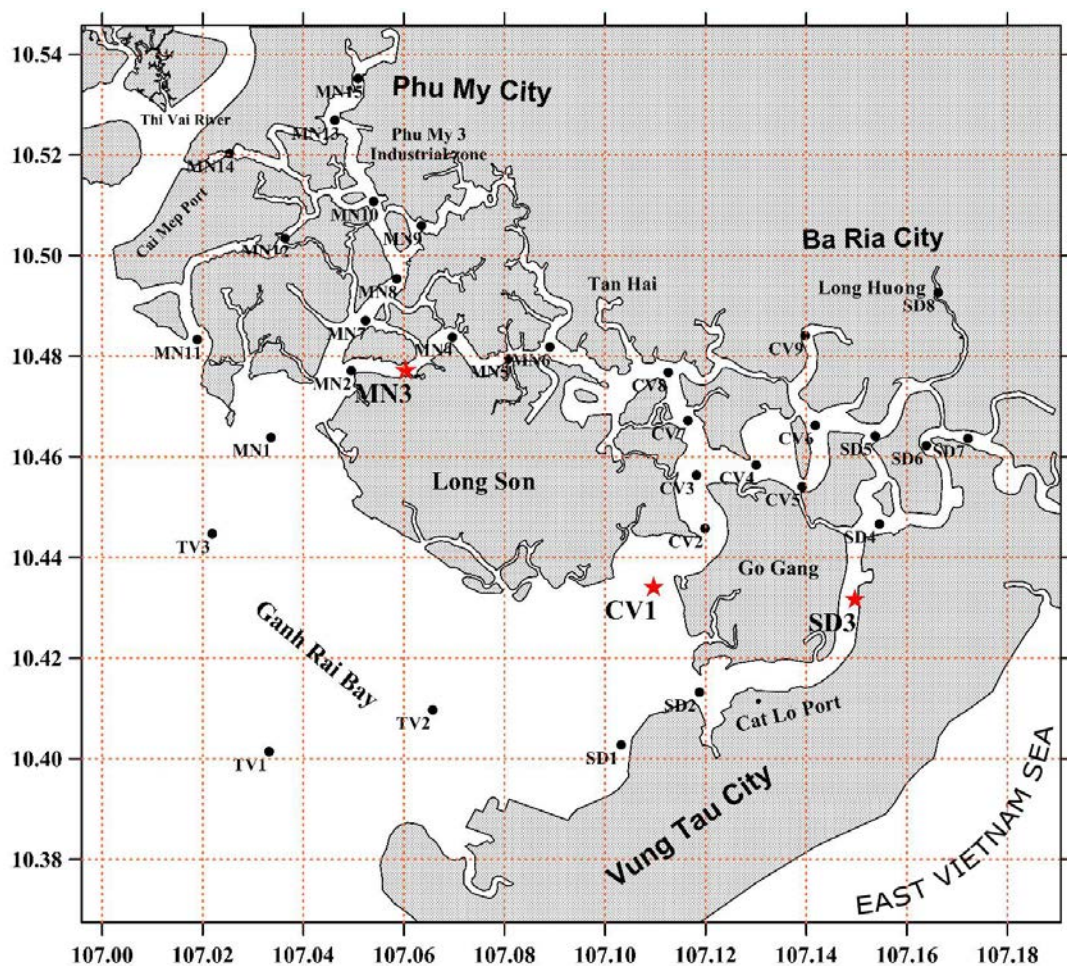 10.54
10.52
10.50
10.48
10.46
10.44
10.42
10.40
10.38
107.00
107.02
107.04
107.06
107.08
107.10
107.12
107.14
107.16
107.18
Phu My City
MN15
Thi Vai River
MN13
Phu My 3
Industrial zone
MN14
Cai Mep Port
MN10
MN9
MN12
Ba Ria City
MN8
Tan Hai
Long Huong
SD8
MN7
MN11
MN4
MN5
MN6
CV9
MN2
MN3
CV8
MN1
CV7
CV6
SD5
SD6
SD7
Long Son
CV3
CV4
CV5
TV3
CV2
SD4
Go Gang
CV1
SD3
Ganh Rai Bay
SD2
Cat Lo Port
TV2
TV1
SD1
Vung Tau City
EAST VIETNAM SEA